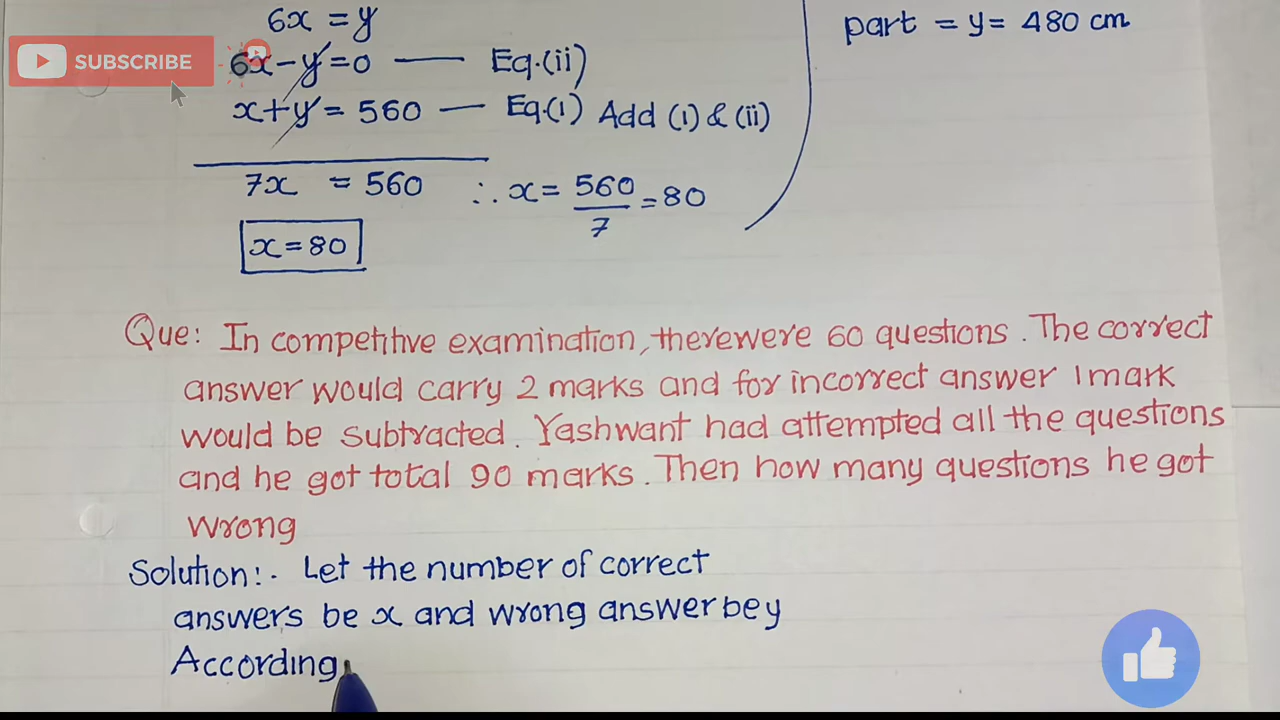 6x = y
part = y = 480 cm
SUBSCRIBE
6x - y = 0 — Eq.(ii)
x + y = 560 — Eq.(i) Add (i) & (ii)
7x = 560 ∴ x = 560/7 = 80
x = 80
Que: In competitive examination, there were 60 questions. The correct
answer would carry 2 marks and for incorrect answer 1 mark
would be subtracted. Yashwant had attempted all the questions
and he got total 90 marks. Then how many questions he got
wrong
Solution:. Let the number of correct
answers be x and wrong answer be y
According